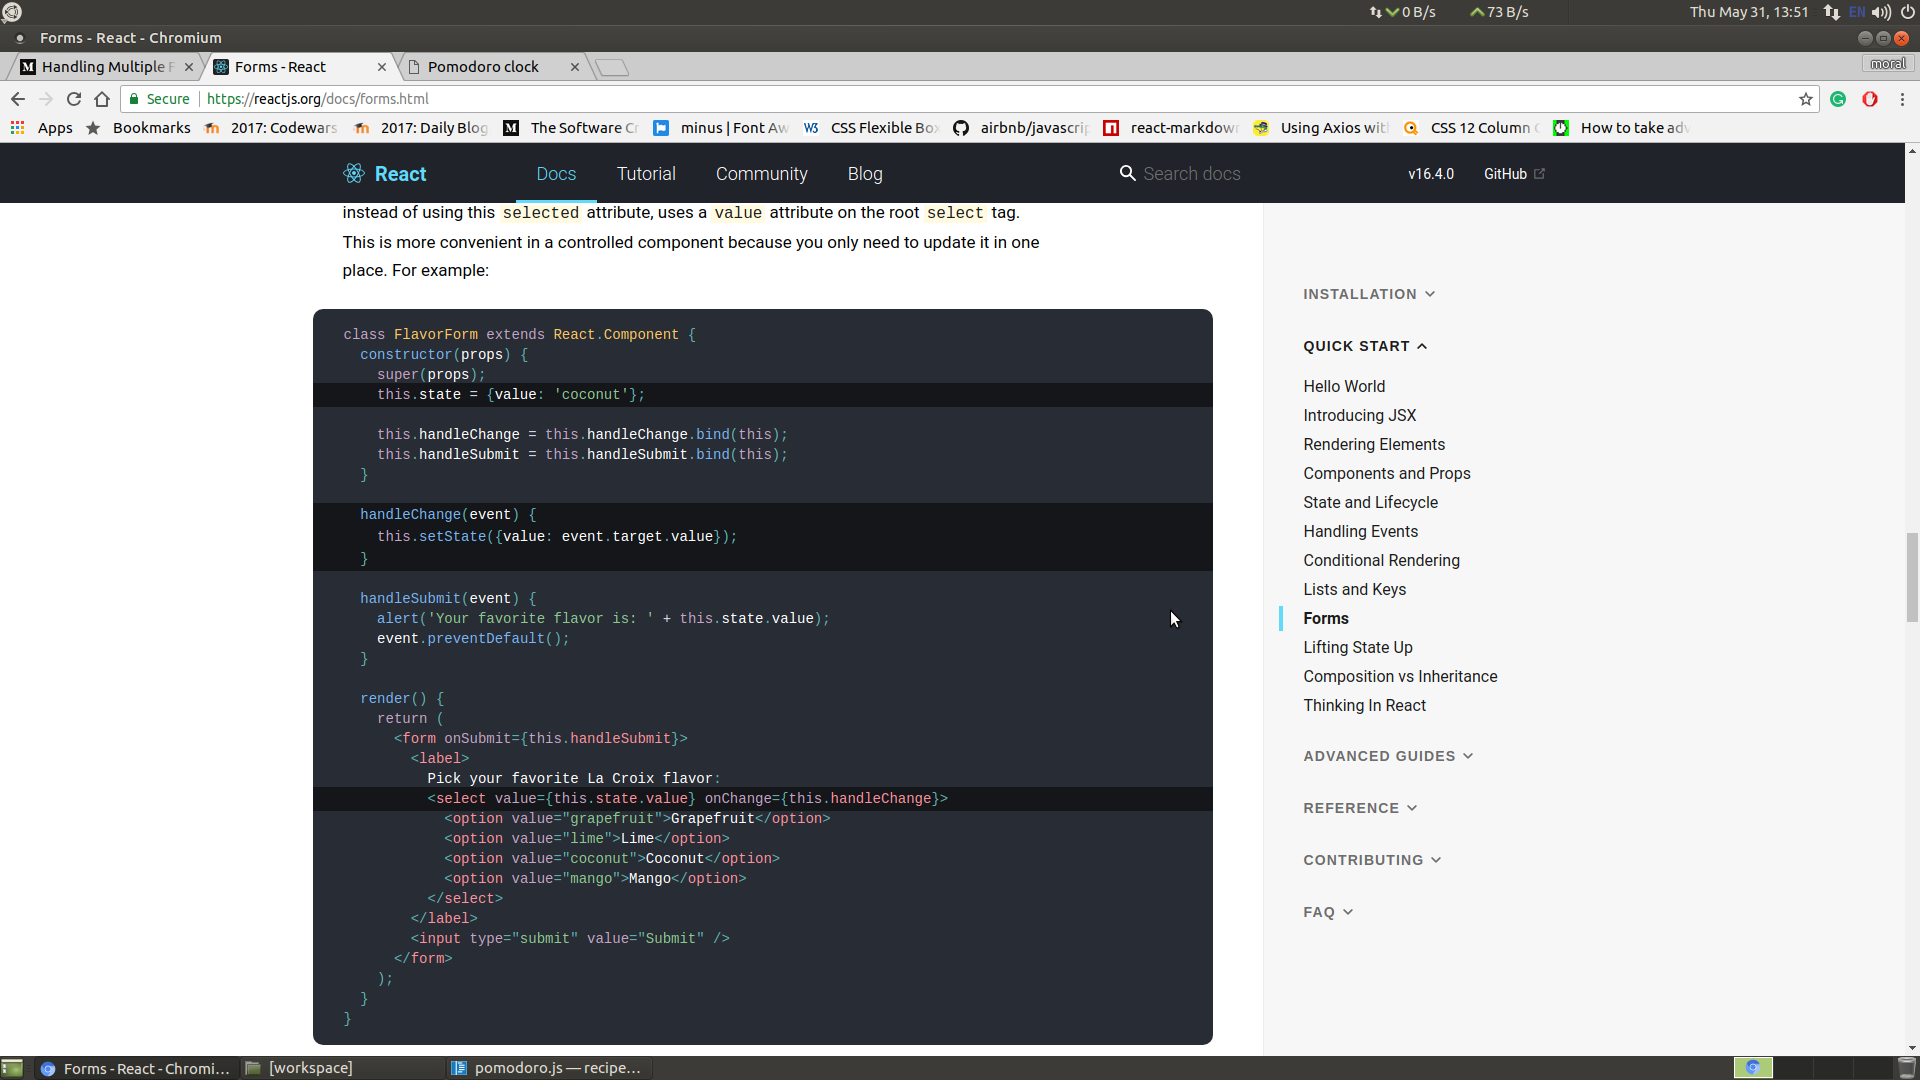 0 B/s
73 B/s
Thu May 31, 13:51
EN
Forms - React - Chromium
Handling Multiple F
Forms - React
Pomodoro clock
moral
Secure
https://reactjs.org/docs/forms.html
Apps
Bookmarks
2017: Codewars
2017: Daily Blog
The Software Cr
minus | Font Aw
CSS Flexible Box
airbnb/javascrip
react-markdown
Using Axios with
CSS 12 Column
How to take adv
React
Docs
Tutorial
Community
Blog
Search docs
v16.4.0
GitHub
instead of using this selected attribute, uses a value attribute on the root select tag.
This is more convenient in a controlled component because you only need to update it in one
place. For example:
class FlavorForm extends React.Component {
  constructor(props) {
    super(props);
    this.state = {value: 'coconut'};
    this.handleChange = this.handleChange.bind(this);
    this.handleSubmit = this.handleSubmit.bind(this);
  }
  handleChange(event) {
    this.setState({value: event.target.value});
  }
  handleSubmit(event) {
    alert('Your favorite flavor is: ' + this.state.value);
    event.preventDefault();
  }
  render() {
    return (
      <form onSubmit={this.handleSubmit}>
        <label>
          Pick your favorite La Croix flavor:
          <select value={this.state.value} onChange={this.handleChange}>
            <option value="grapefruit">Grapefruit</option>
            <option value="lime">Lime</option>
            <option value="coconut">Coconut</option>
            <option value="mango">Mango</option>
          </select>
        </label>
        <input type="submit" value="Submit" />
      </form>
    );
  }
}
INSTALLATION
QUICK START
Hello World
Introducing JSX
Rendering Elements
Components and Props
State and Lifecycle
Handling Events
Conditional Rendering
Lists and Keys
Forms
Lifting State Up
Composition vs Inheritance
Thinking In React
ADVANCED GUIDES
REFERENCE
CONTRIBUTING
FAQ
Forms - React - Chromi...
[workspace]
pomodoro.js — recipe...